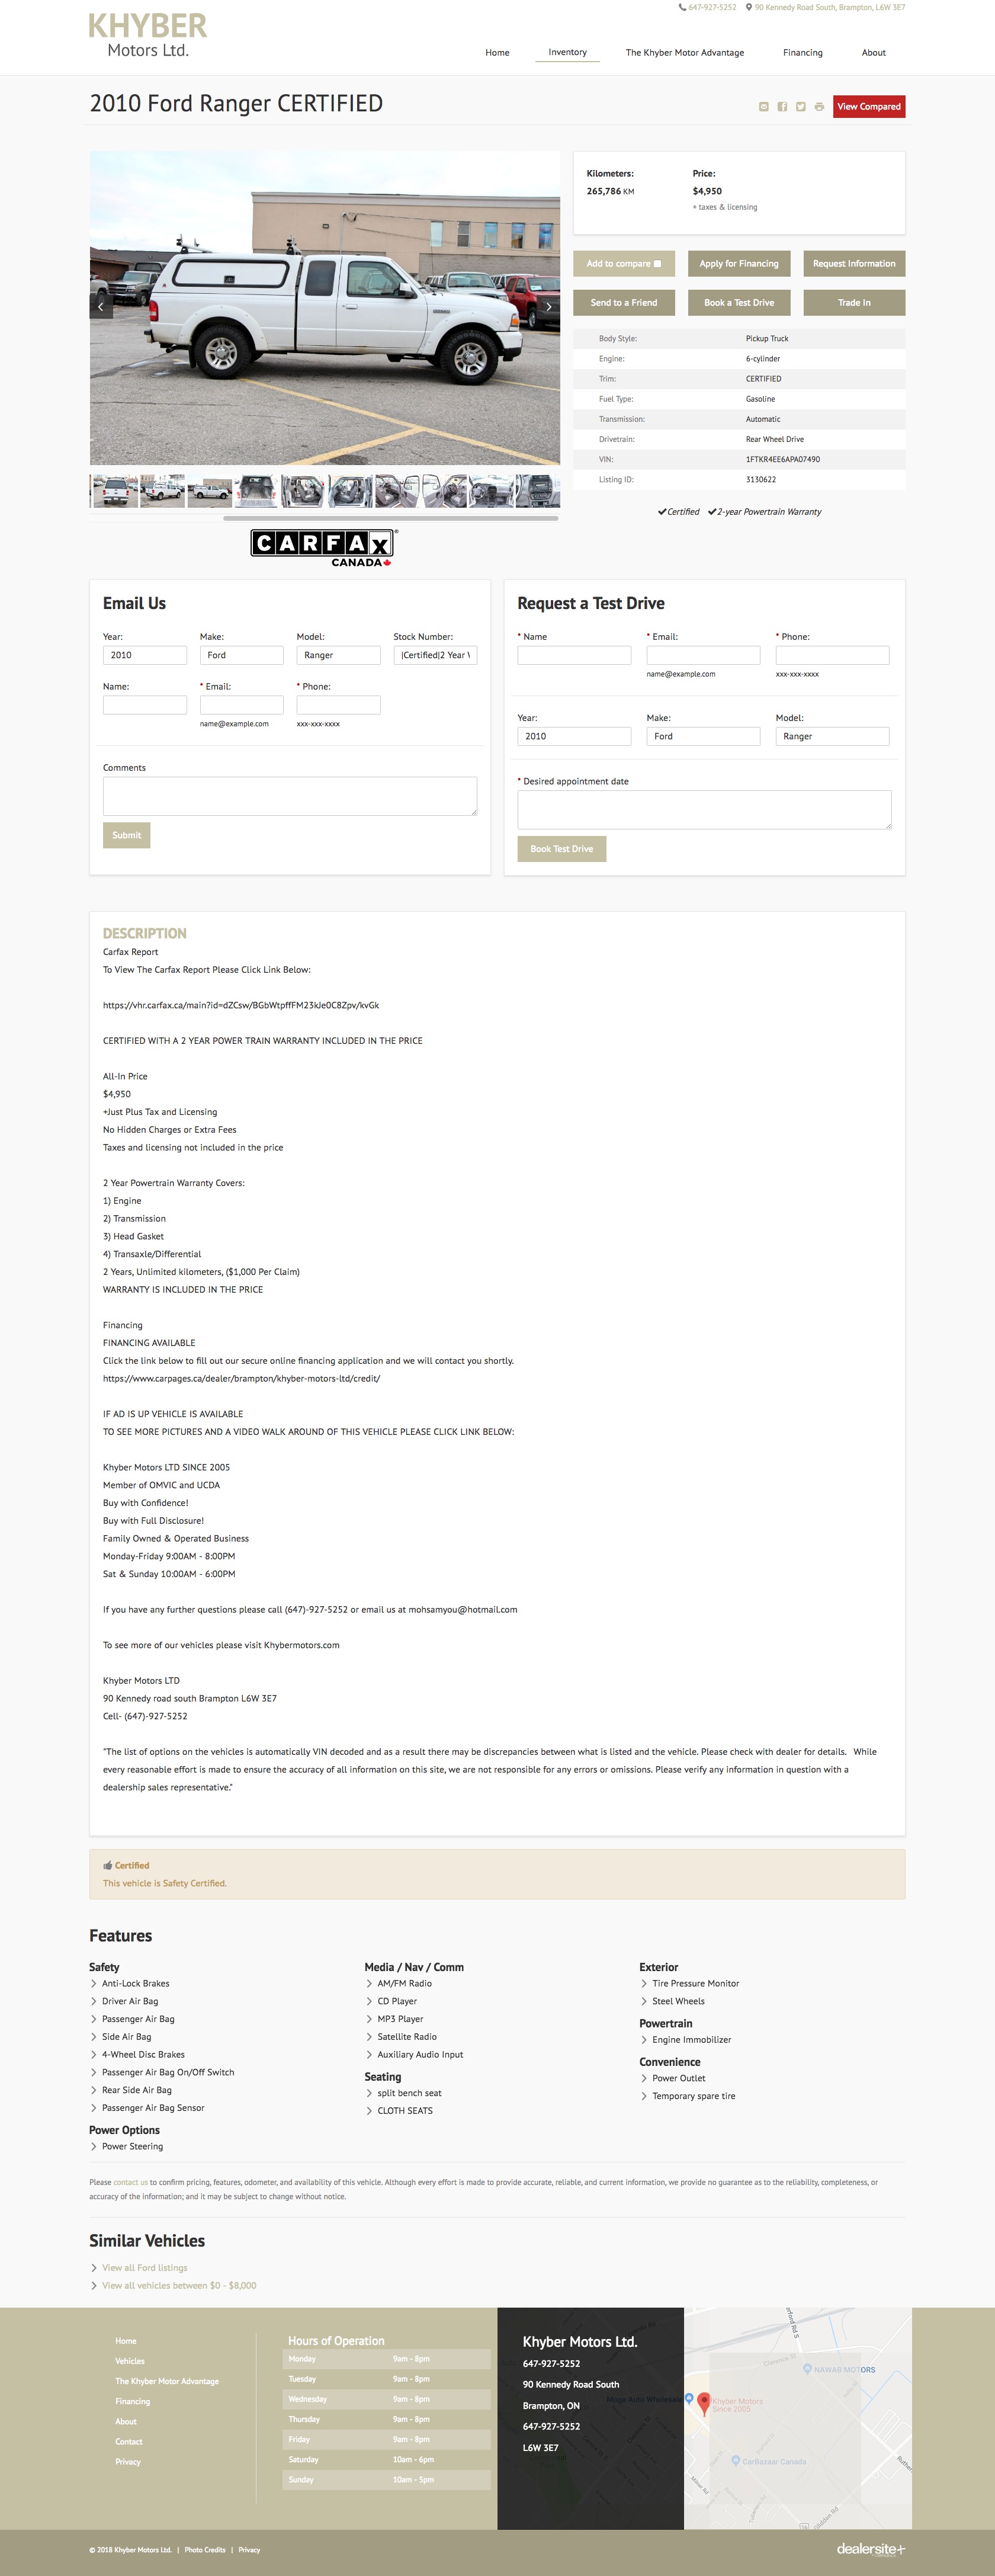 KHYBER
Motors Ltd.
647-927-5252 90 Kennedy Road South, Brampton, L6W 3E7
Home Inventory The Khyber Motor Advantage Financing About
2010 Ford Ranger CERTIFIED
View Compared
Kilometers: Price:
265,786 KM $4,950
+ taxes & licensing
Add to compare Apply for Financing Request Information
Send to a Friend Book a Test Drive Trade In
Body Style: Pickup Truck
Engine: 6-cylinder
Trim: CERTIFIED
Fuel Type: Gasoline
Transmission: Automatic
Drivetrain: Rear Wheel Drive
VIN: 1FTKR4EE6APA07490
Listing ID: 3130622
Certified 2-year Powertrain Warranty
CARFAX
CANADA
Email Us
Year: Make: Model: Stock Number:
2010 Ford Ranger |Certified|2 Year
Name: * Email: * Phone:
name@example.com xxx-xxx-xxxx
Comments
Submit
Request a Test Drive
* Name * Email: * Phone:
name@example.com xxx-xxx-xxxx
Year: Make: Model:
2010 Ford Ranger
* Desired appointment date
Book Test Drive
DESCRIPTION
Carfax Report
To View The Carfax Report Please Click Link Below:
https://vhr.carfax.ca/main?id=dZCsw/BGbWtpffFM23kJe0C8Zpv/kvGk
CERTIFIED WITH A 2 YEAR POWER TRAIN WARRANTY INCLUDED IN THE PRICE
All-In Price
$4,950
+Just Plus Tax and Licensing
No Hidden Charges or Extra Fees
Taxes and licensing not included in the price
2 Year Powertrain Warranty Covers:
1) Engine
2) Transmission
3) Head Gasket
4) Transaxle/Differential
2 Years, Unlimited kilometers, ($1,000 Per Claim)
WARRANTY IS INCLUDED IN THE PRICE
Financing
FINANCING AVAILABLE
Click the link below to fill out our secure online financing application and we will contact you shortly.
https://www.carpages.ca/dealer/brampton/khyber-motors-ltd/credit/
IF AD IS UP VEHICLE IS AVAILABLE
TO SEE MORE PICTURES AND A VIDEO WALK AROUND OF THIS VEHICLE PLEASE CLICK LINK BELOW:
Khyber Motors LTD SINCE 2005
Member of OMVIC and UCDA
Buy with Confidence!
Buy with Full Disclosure!
Family Owned & Operated Business
Monday-Friday 9:00AM - 8:00PM
Sat & Sunday 10:00AM - 6:00PM
If you have any further questions please call (647)-927-5252 or email us at mohsamyou@hotmail.com
To see more of our vehicles please visit Khybermotors.com
Khyber Motors LTD
90 Kennedy road south Brampton L6W 3E7
Cell- (647)-927-5252
"The list of options on the vehicles is automatically VIN decoded and as a result there may be discrepancies between what is listed and the vehicle. Please check with dealer for details. While
every reasonable effort is made to ensure the accuracy of all information on this site, we are not responsible for any errors or omissions. Please verify any information in question with a
dealership sales representative."
Certified
This vehicle is Safety Certified.
Features
Safety
Anti-Lock Brakes
Driver Air Bag
Passenger Air Bag
Side Air Bag
4-Wheel Disc Brakes
Passenger Air Bag On/Off Switch
Rear Side Air Bag
Passenger Air Bag Sensor
Power Options
Power Steering
Media / Nav / Comm
AM/FM Radio
CD Player
MP3 Player
Satellite Radio
Auxiliary Audio Input
Seating
split bench seat
CLOTH SEATS
Exterior
Tire Pressure Monitor
Steel Wheels
Powertrain
Engine Immobilizer
Convenience
Power Outlet
Temporary spare tire
Please contact us to confirm pricing, features, odometer, and availability of this vehicle. Although every effort is made to provide accurate, reliable, and current information, we provide no guarantee as to the reliability, completeness, or
accuracy of the information; and it may be subject to change without notice.
Similar Vehicles
View all Ford listings
View all vehicles between $0 - $8,000
Home
Vehicles
The Khyber Motor Advantage
Financing
About
Contact
Privacy
Hours of Operation
Monday 9am - 8pm
Tuesday 9am - 8pm
Wednesday 9am - 8pm
Thursday 9am - 8pm
Friday 9am - 8pm
Saturday 10am - 6pm
Sunday 10am - 5pm
Khyber Motors Ltd.
647-927-5252
90 Kennedy Road South
Brampton, ON
647-927-5252
L6W 3E7
Clarence St
NAWAB MOTORS
Khyber Motors
Since 2005
CarBazaar Canada
© 2018 Khyber Motors Ltd. | Photo Credits | Privacy
dealersite+